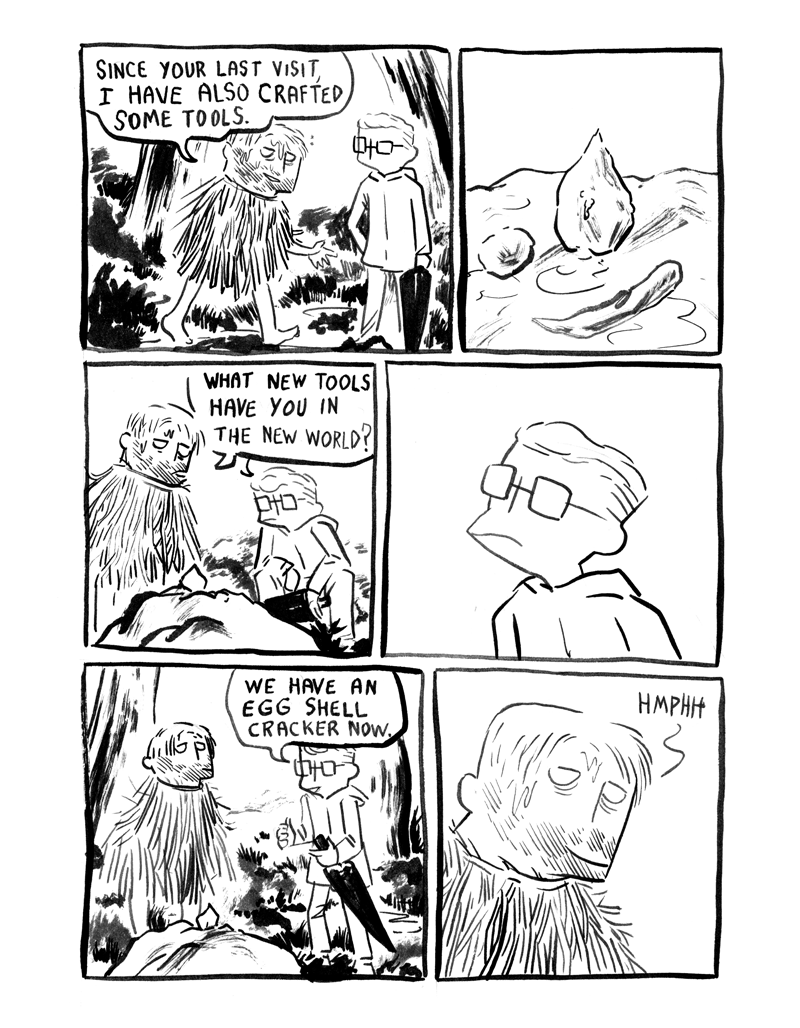 SINCE YOUR LAST VISIT,
I HAVE ALSO CRAFTED
SOME TOOLS.
WHAT NEW TOOLS
HAVE YOU IN
THE NEW WORLD?
WE HAVE AN
EGG SHELL
CRACKER NOW.
HMPHH